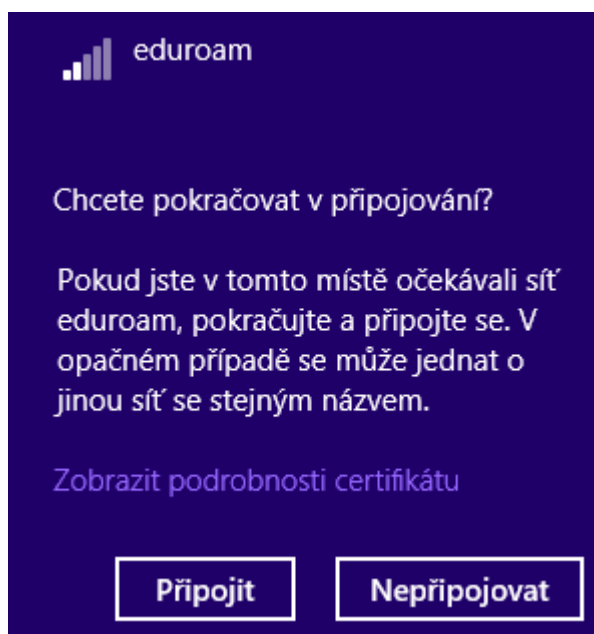 eduroam
Chcete pokračovat v připojování?
Pokud jste v tomto místě očekávali síť
eduroam, pokračujte a připojte se. V
opačném případě se může jednat o
jinou síť se stejným názvem.
Zobrazit podrobnosti certifikátu
Připojit
Nepřipojovat